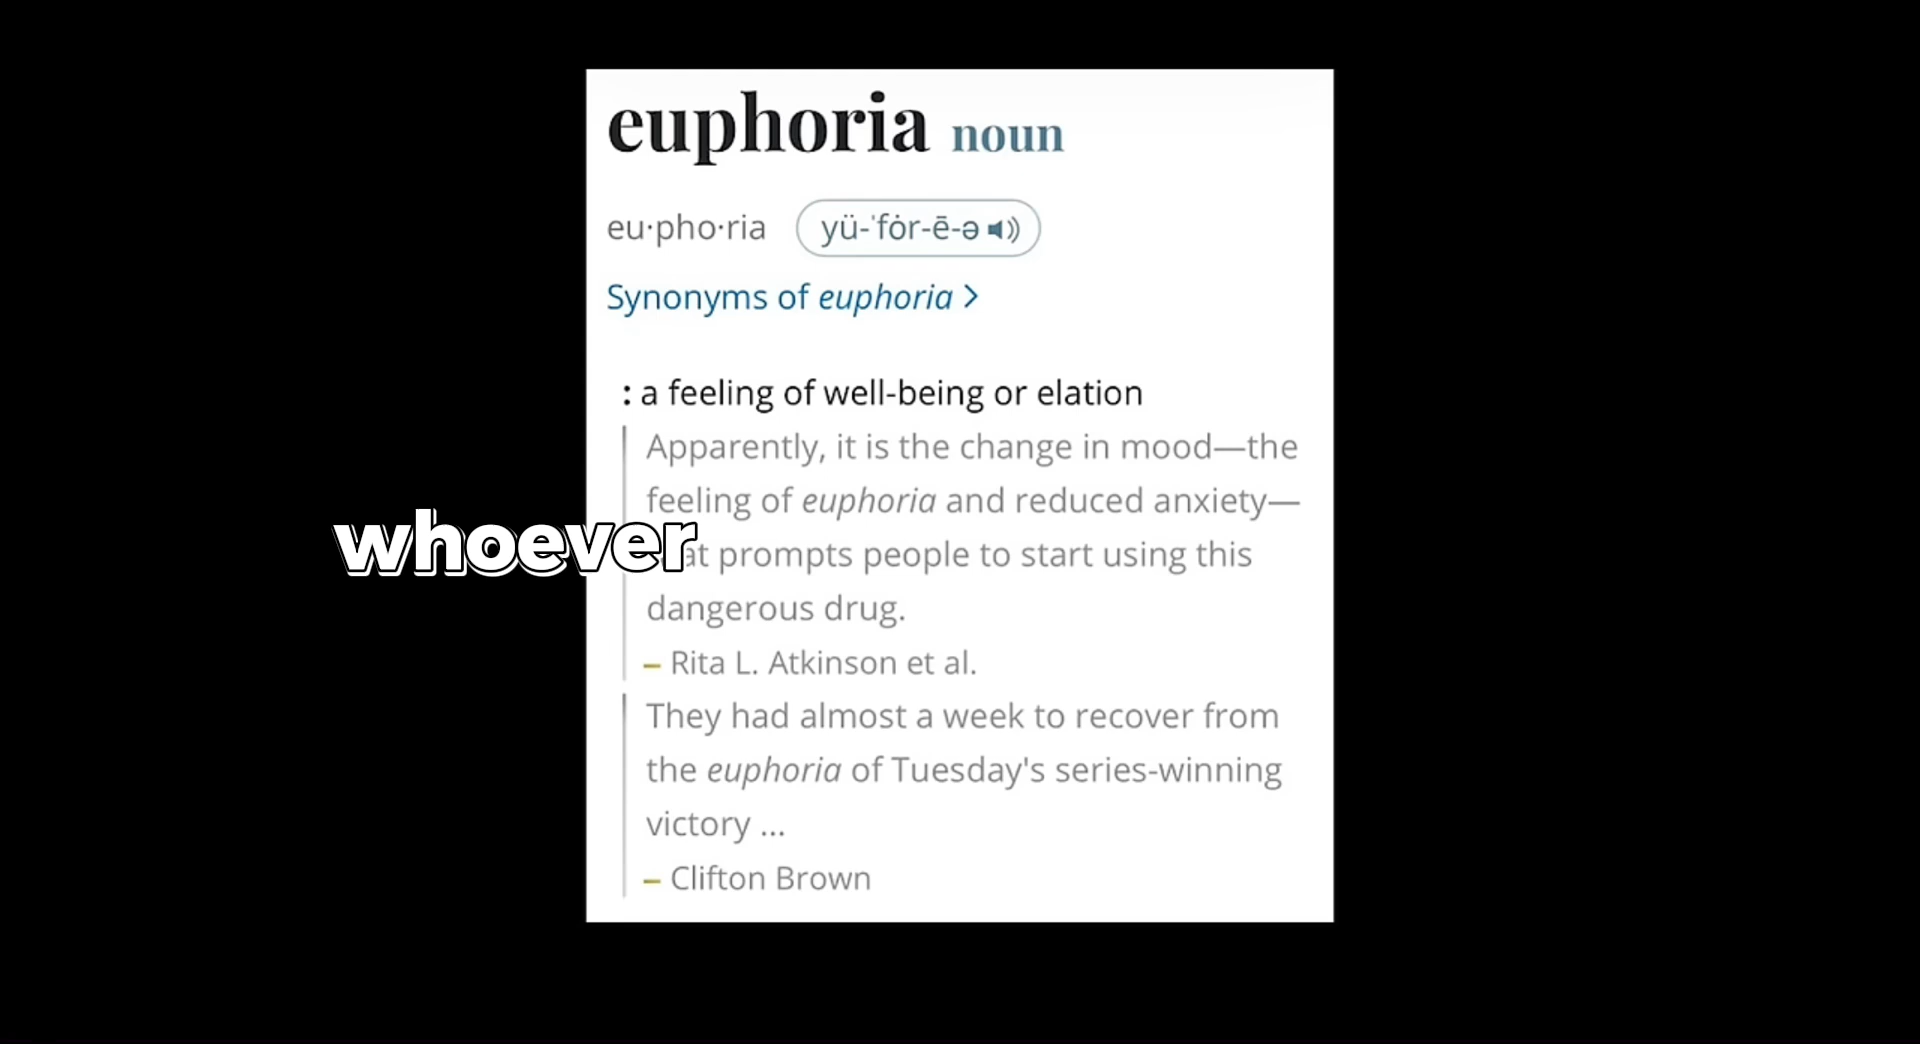 euphoria noun
eu·pho·ria yü-ˈfȯr-ē-ə
Synonyms of euphoria >
: a feeling of well-being or elation
Apparently, it is the change in mood—the
feeling of euphoria and reduced anxiety—
whoever
at prompts people to start using this
dangerous drug.
– Rita L. Atkinson et al.
They had almost a week to recover from
the euphoria of Tuesday's series-winning
victory ...
– Clifton Brown